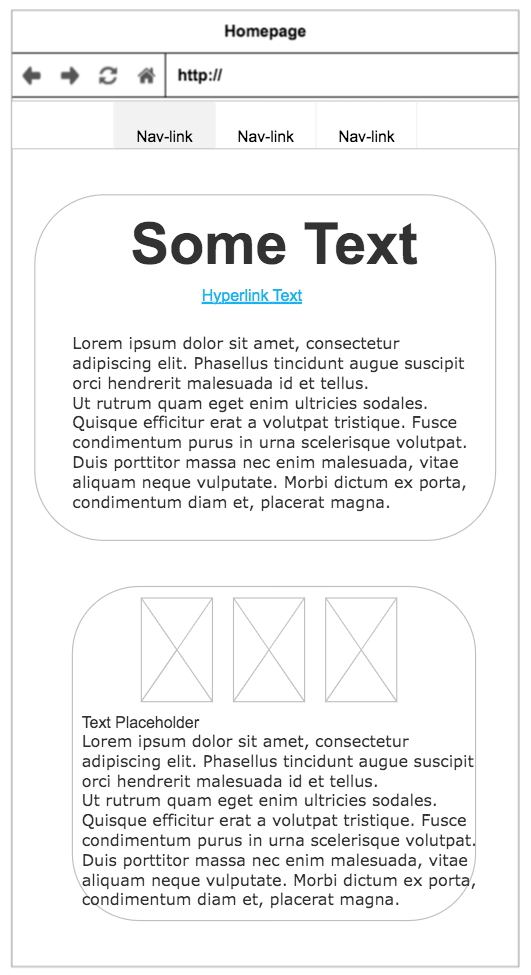 Homepage
http://
Nav-link Nav-link Nav-link
Some Text
Hyperlink Text
Lorem ipsum dolor sit amet, consectetur
adipiscing elit. Phasellus tincidunt augue suscipit
orci hendrerit malesuada id et tellus.
Ut rutrum quam eget enim ultricies sodales.
Quisque efficitur erat a volutpat tristique. Fusce
condimentum purus in urna scelerisque volutpat.
Duis porttitor massa nec enim malesuada, vitae
aliquam neque vulputate. Morbi dictum ex porta,
condimentum diam et, placerat magna.
Text Placeholder
Lorem ipsum dolor sit amet, consectetur
adipiscing elit. Phasellus tincidunt augue suscipit
orci hendrerit malesuada id et tellus.
Ut rutrum quam eget enim ultricies sodales.
Quisque efficitur erat a volutpat tristique. Fusce
condimentum purus in urna scelerisque volutpat.
Duis porttitor massa nec enim malesuada, vitae
aliquam neque vulputate. Morbi dictum ex porta,
condimentum diam et, placerat magna.